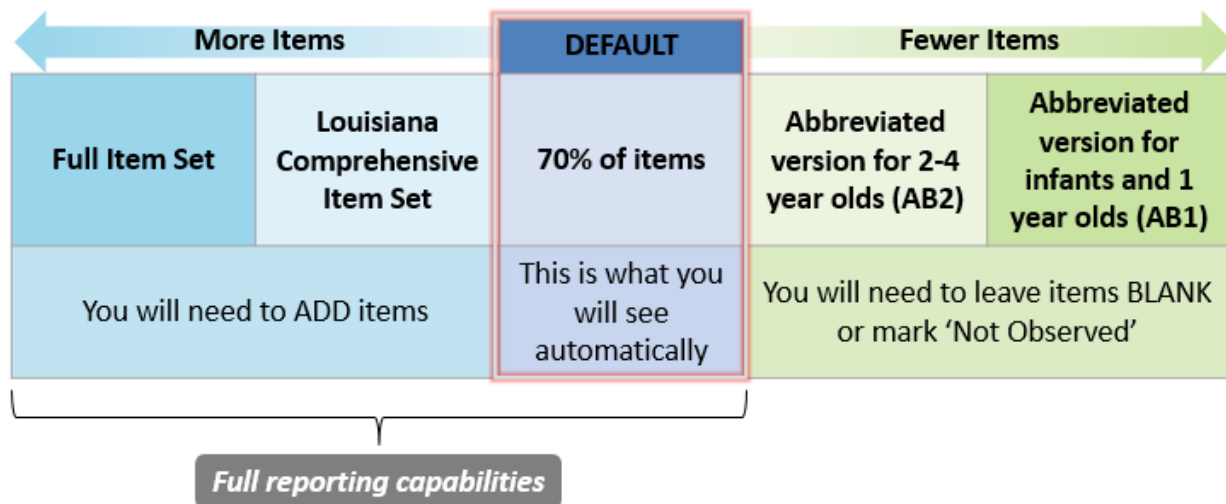 More Items
DEFAULT
Fewer Items
Full Item Set
Louisiana
Comprehensive
Item Set
70% of items
Abbreviated
version for 2-4
year olds (AB2)
Abbreviated
version for
infants and 1
year olds (AB1)
You will need to ADD items
This is what you
will see
automatically
You will need to leave items BLANK
or mark ‘Not Observed’
Full reporting capabilities